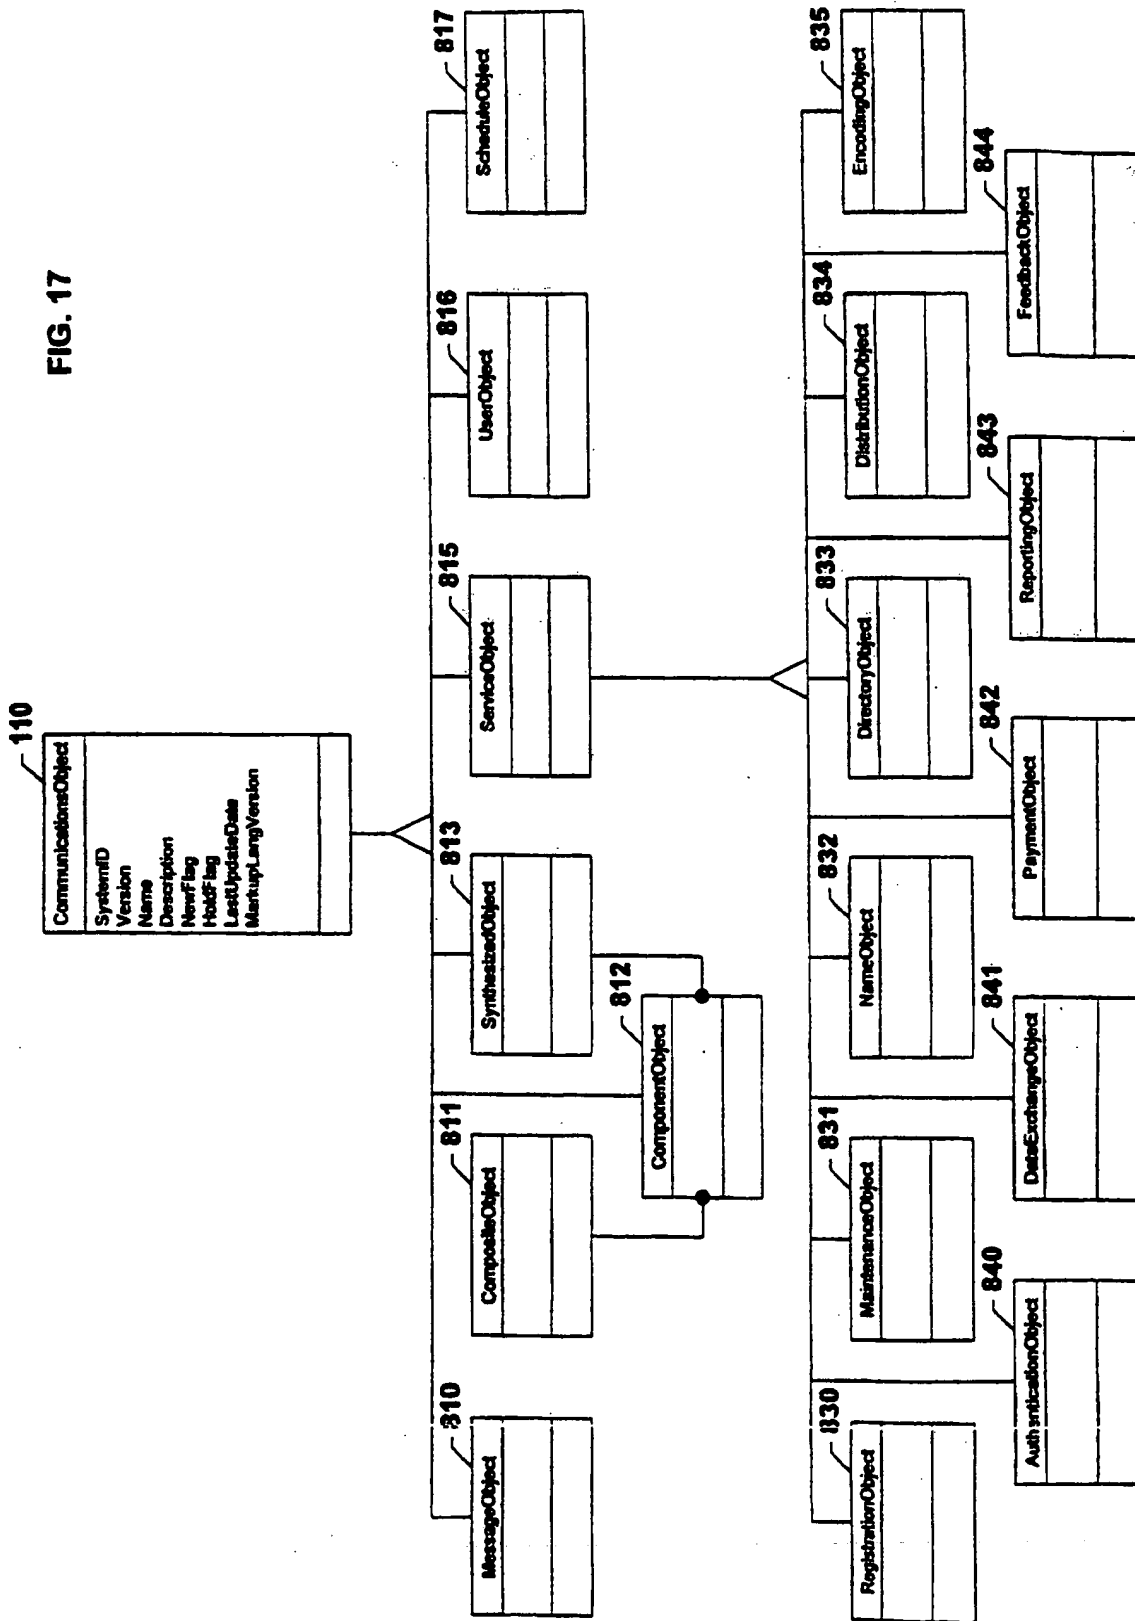 FIG. 17
110
CommunicationsObject
SystemID
Version
Name
Description
NewFlag
HoldFlag
LastUpdateDate
MarkupLangVersion
810
MessageObject
811
CompositeObject
813
SynthesizedObject
815
ServiceObject
816
UserObject
817
ScheduleObject
812
ComponentObject
830
RegistrationObject
831
MaintenanceObject
832
NameObject
833
DirectoryObject
834
DistributionObject
835
EncodingObject
840
AuthenticationObject
841
DataExchangeObject
842
PaymentObject
843
ReportingObject
844
FeedbackObject